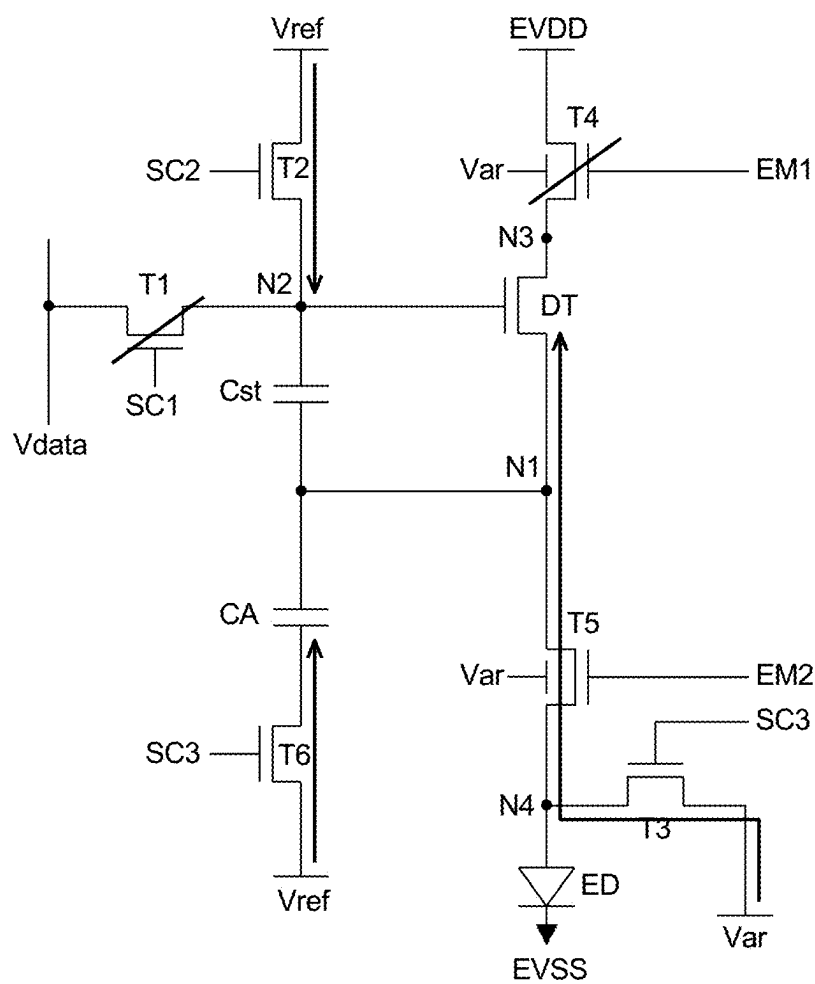 Vref
EVDD
T4
SC2
T2
Var
EM1
N3
T1
N2
DT
SC1
Cst
Vdata
N1
CA
T5
Var
EM2
SC3
SC3
T6
N4
T3
ED
Vref
Var
EVSS